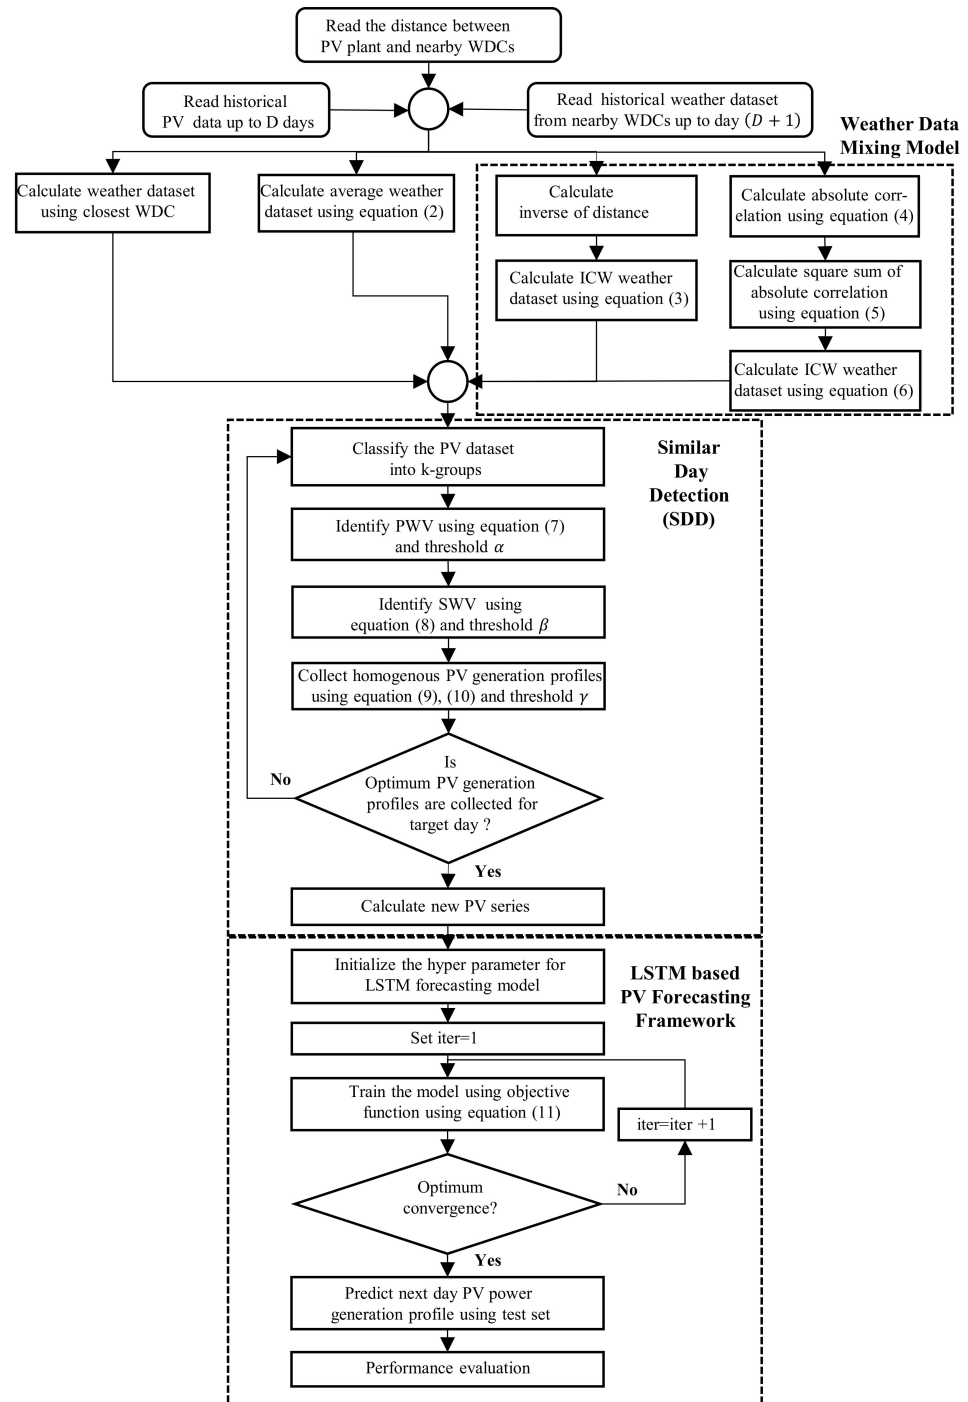 Read the distance between
PV plant and nearby WDCs
Read historical
PV data up to D days
Read historical weather dataset
from nearby WDCs up to day (D + 1)
Weather Data
Mixing Model
Calculate weather dataset
using closest WDC
Calculate average weather
dataset using equation (2)
Calculate
inverse of distance
Calculate absolute corr-
elation using equation (4)
Calculate ICW weather
dataset using equation (3)
Calculate square sum of
absolute correlation
using equation (5)
Calculate ICW weather
dataset using equation (6)
Classify the PV dataset
into k-groups
Similar
Day
Detection
(SDD)
Identify PWV using equation (7)
and threshold α
Identify SWV using
equation (8) and threshold β
Collect homogenous PV generation profiles
using equation (9), (10) and threshold γ
Is
Optimum PV generation
profiles are collected for
target day ?
No
Yes
Calculate new PV series
Initialize the hyper parameter for
LSTM forecasting model
LSTM based
PV Forecasting
Framework
Set iter=1
Train the model using objective
function using equation (11)
iter=iter +1
Optimum
convergence?
No
Yes
Predict next day PV power
generation profile using test set
Performance evaluation